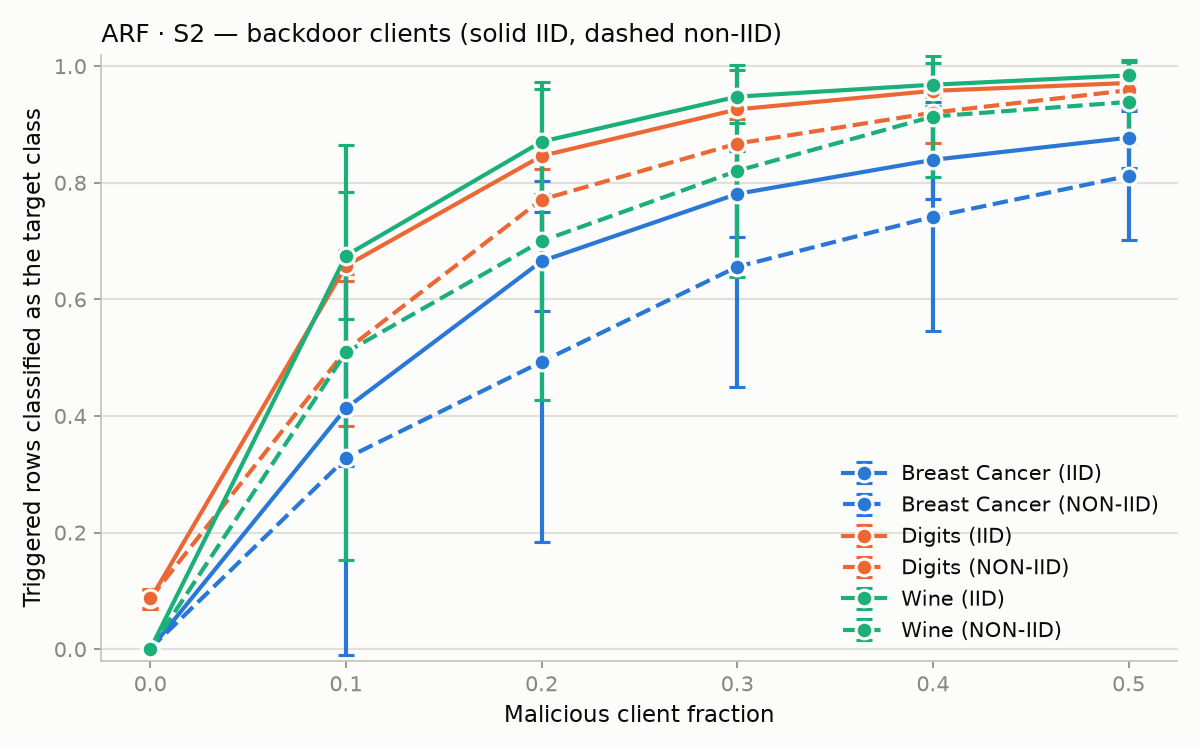 ARF · S2 — backdoor clients (solid IID, dashed non-IID)
Triggered rows classified as the target class
1.0
0.8
0.6
0.4
0.2
0.0
0.0 0.1 0.2 0.3 0.4 0.5
Malicious client fraction
Breast Cancer (IID)
Breast Cancer (NON-IID)
Digits (IID)
Digits (NON-IID)
Wine (IID)
Wine (NON-IID)